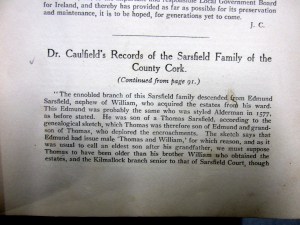 for Ireland, and thereby has provided as far as possible for its preservation
and maintenance, it is to be hoped, for generations yet to come.
J. C.
Dr. Caulfield's Records of the Sarsfield Family of the
County Cork.
(Continued from page 91.)
"The ennobled branch of this Sarsfield family descended from Edmund
Sarsfield, nephew of William, who acquired the estates from his ward.
This Edmund was probably the same who was styled Alderman in 1577,
as before stated. He was son of a Thomas Sarsfield, according to the
genealogical sketch, which Thomas was therefore son of Edmund and grand-
son of Thomas, who deplored the encroachments. The sketch says that
Edmund had issue male 'Thomas and William,' for which reason, and as it
was usual to call an eldest son after his grandfather, we must suppose
Thomas to have been older than his brother William who obtained the
estates, and the Kilmallock branch senior to that of Sarsfield Court, though